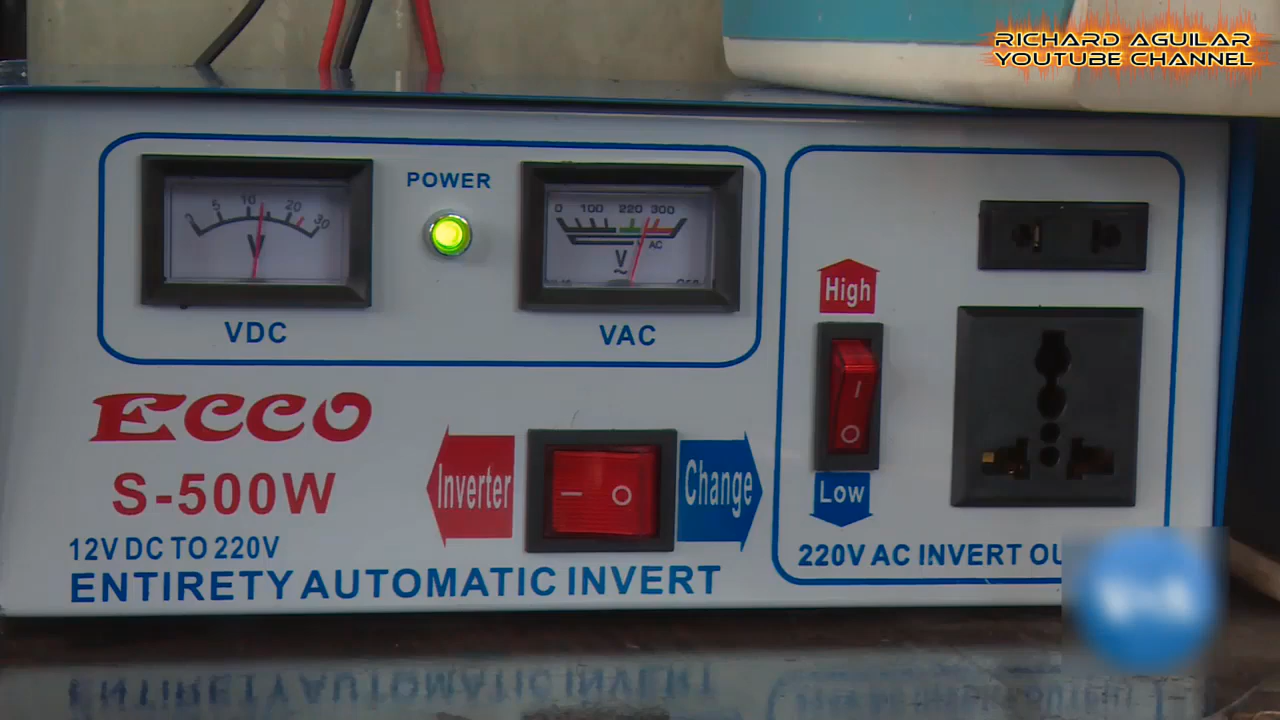 RICHARD AGUILAR
YOUTUBE CHANNEL
POWER
0 5 10 20 30
V
VDC
0 100 220 300
AC
V
~
VAC
High
Low
ECCO
S-500W
Inverter
Change
12V DC TO 220V
ENTIRETY AUTOMATIC INVERT
220V AC INVERT